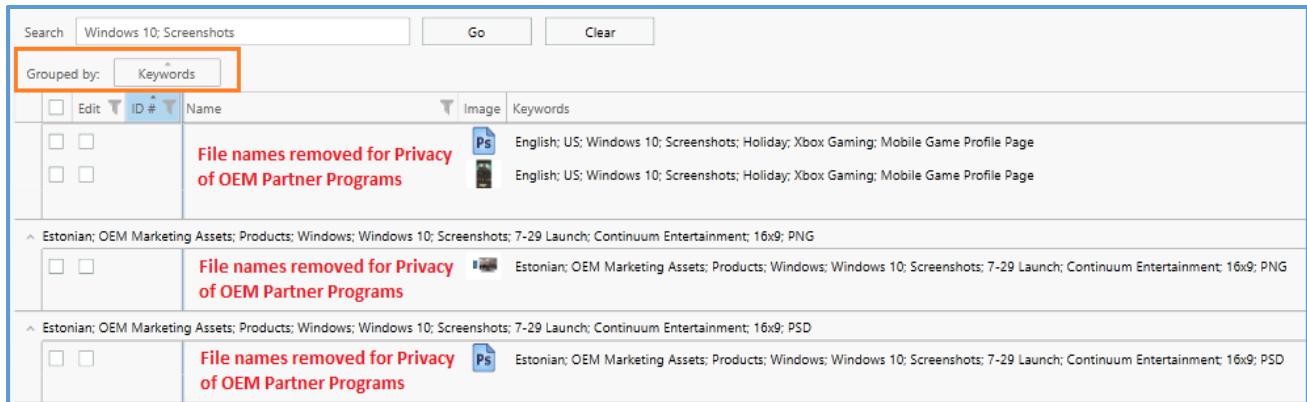 Search Windows 10; Screenshots Go Clear
Grouped by: Keywords
Edit ID # Name Image Keywords
File names removed for Privacy
of OEM Partner Programs
Ps English; US; Windows 10; Screenshots; Holiday; Xbox Gaming; Mobile Game Profile Page
English; US; Windows 10; Screenshots; Holiday; Xbox Gaming; Mobile Game Profile Page
Estonian; OEM Marketing Assets; Products; Windows; Windows 10; Screenshots; 7-29 Launch; Continuum Entertainment; 16x9; PNG
File names removed for Privacy
of OEM Partner Programs
Estonian; OEM Marketing Assets; Products; Windows; Windows 10; Screenshots; 7-29 Launch; Continuum Entertainment; 16x9; PNG
Estonian; OEM Marketing Assets; Products; Windows; Windows 10; Screenshots; 7-29 Launch; Continuum Entertainment; 16x9; PSD
File names removed for Privacy
of OEM Partner Programs
Ps Estonian; OEM Marketing Assets; Products; Windows; Windows 10; Screenshots; 7-29 Launch; Continuum Entertainment; 16x9; PSD